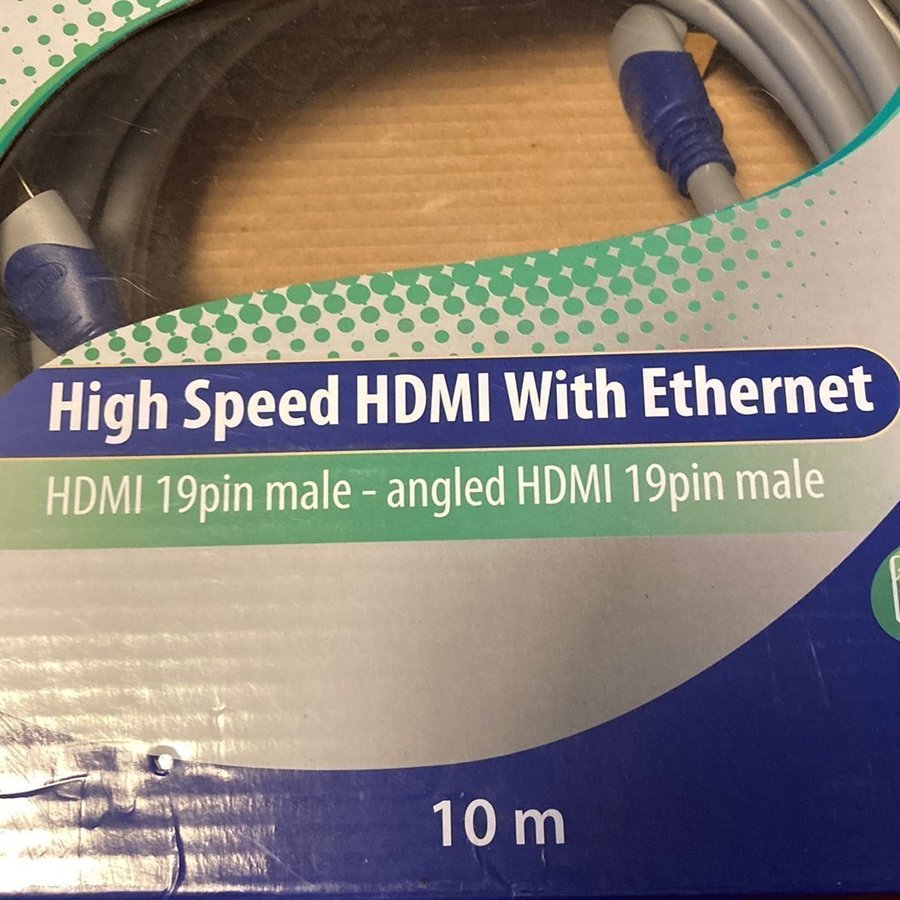 High Speed HDMI With Ethernet
HDMI 19pin male - angled HDMI 19pin male
10 m